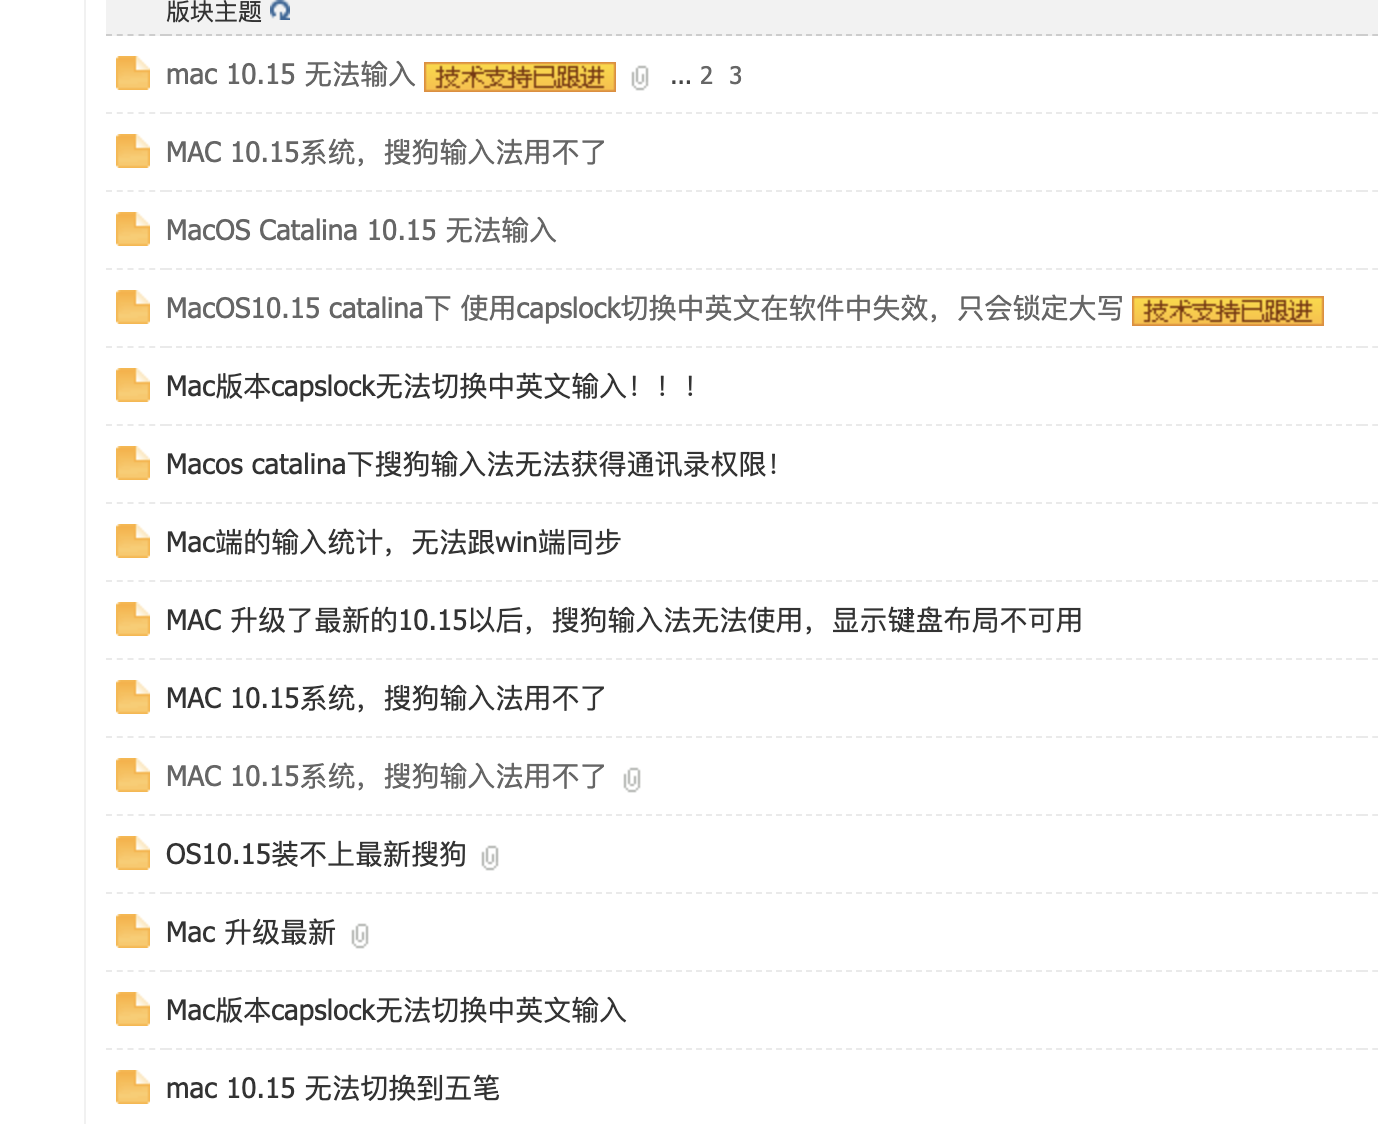 版块主题
mac 10.15 无法输入 技术支持已跟进 ... 2 3
MAC 10.15系统，搜狗输入法用不了
MacOS Catalina 10.15 无法输入
MacOS10.15 catalina下 使用capslock切换中英文在软件中失效，只会锁定大写 技术支持已跟进
Mac版本capslock无法切换中英文输入！！！
Macos catalina下搜狗输入法无法获得通讯录权限！
Mac端的输入统计，无法跟win端同步
MAC 升级了最新的10.15以后，搜狗输入法无法使用，显示键盘布局不可用
MAC 10.15系统，搜狗输入法用不了
MAC 10.15系统，搜狗输入法用不了
OS10.15装不上最新搜狗
Mac 升级最新
Mac版本capslock无法切换中英文输入
mac 10.15 无法切换到五笔